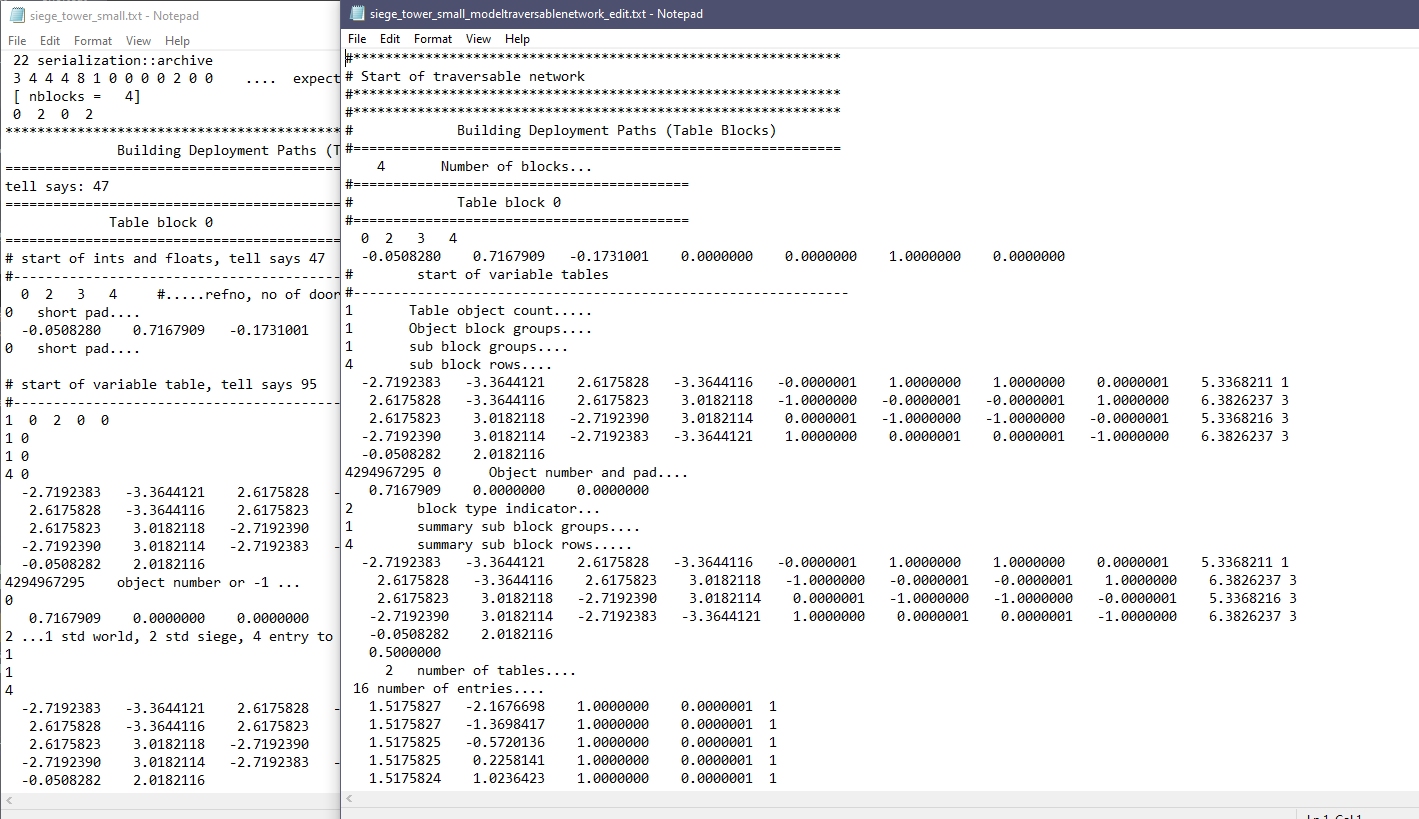 siege_tower_small.txt - Notepad
File Edit Format View Help
22 serialization::archive
3 4 4 4 8 1 0 0 0 0 2 0 0 .... expect
[ nblocks = 4]
0 2 0 2
******************************************
Building Deployment Paths (T
==========================================
tell says: 47
==========================================
Table block 0
==========================================
# start of ints and floats, tell says 47
#-----------------------------------------
0 2 3 4 #.....refno, no of door
0 short pad....
-0.0508280 0.7167909 -0.1731001
0 short pad....
# start of variable table, tell says 95
#-----------------------------------------
1 0 2 0 0
1 0
1 0
4 0
-2.7192383 -3.3644121 2.6175828 -
2.6175828 -3.3644116 2.6175823
2.6175823 3.0182118 -2.7192390
-2.7192390 3.0182114 -2.7192383 -
-0.0508282 2.0182116
4294967295 object number or -1 ...
0
0.7167909 0.0000000 0.0000000
2 ...1 std world, 2 std siege, 4 entry to
1
1
4
-2.7192383 -3.3644121 2.6175828 -
2.6175828 -3.3644116 2.6175823
2.6175823 3.0182118 -2.7192390
-2.7192390 3.0182114 -2.7192383 -
-0.0508282 2.0182116
siege_tower_small_modeltraversablenetwork_edit.txt - Notepad
File Edit Format View Help
#*************************************************************
# Start of traversable network
#*************************************************************
#*************************************************************
# Building Deployment Paths (Table Blocks)
#=============================================================
4 Number of blocks...
#==========================================
# Table block 0
#==========================================
0 2 3 4
-0.0508280 0.7167909 -0.1731001 0.0000000 0.0000000 1.0000000 0.0000000
# start of variable tables
#--------------------------------------------------------------
1 Table object count.....
1 Object block groups....
1 sub block groups....
4 sub block rows....
-2.7192383 -3.3644121 2.6175828 -3.3644116 -0.0000001 1.0000000 1.0000000 0.0000001 5.3368211 1
2.6175828 -3.3644116 2.6175823 3.0182118 -1.0000000 -0.0000001 -0.0000001 1.0000000 6.3826237 3
2.6175823 3.0182118 -2.7192390 3.0182114 0.0000001 -1.0000000 -1.0000000 -0.0000001 5.3368216 3
-2.7192390 3.0182114 -2.7192383 -3.3644121 1.0000000 0.0000001 0.0000001 -1.0000000 6.3826237 3
-0.0508282 2.0182116
4294967295 0 Object number and pad....
0.7167909 0.0000000 0.0000000
2 block type indicator...
1 summary sub block groups....
4 summary sub block rows.....
-2.7192383 -3.3644121 2.6175828 -3.3644116 -0.0000001 1.0000000 1.0000000 0.0000001 5.3368211 1
2.6175828 -3.3644116 2.6175823 3.0182118 -1.0000000 -0.0000001 -0.0000001 1.0000000 6.3826237 3
2.6175823 3.0182118 -2.7192390 3.0182114 0.0000001 -1.0000000 -1.0000000 -0.0000001 5.3368216 3
-2.7192390 3.0182114 -2.7192383 -3.3644121 1.0000000 0.0000001 0.0000001 -1.0000000 6.3826237 3
-0.0508282 2.0182116
0.5000000
2 number of tables....
16 number of entries....
1.5175827 -2.1676698 1.0000000 0.0000001 1
1.5175827 -1.3698417 1.0000000 0.0000001 1
1.5175825 -0.5720136 1.0000000 0.0000001 1
1.5175825 0.2258141 1.0000000 0.0000001 1
1.5175824 1.0236423 1.0000000 0.0000001 1